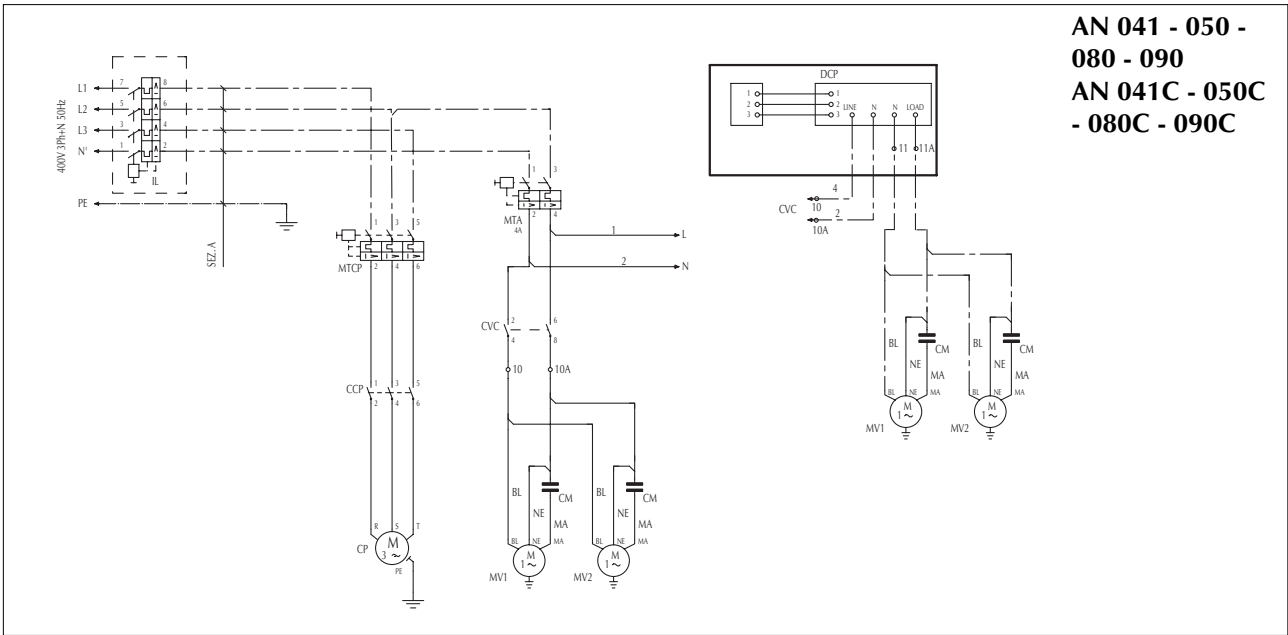 AN 041 - 050 -
080 - 090
AN 041C - 050C
- 080C - 090C
400V 3Ph+N 50Hz
L1 7 8
L2 5 6
L3 3 4
N' 1 2
IL
PE
SEZ. A
1 3 5
MTCP
2 4 6
1 3
MTA
4A
2 4
1 L
2 N
CVC
2 6
4 8
10 10A
CCP
1 3 5
2 4 6
R S T
CP
M
3 ~
PE
BL NE MA CM
BL NE MA
M
1 ~
MV1
BL NE MA CM
BL NE MA
M
1 ~
MV2
DCP
1 1
2 2
3 3
LINE N N LOAD
11 11A
CVC
4
10
2
10A
BL NE MA CM
BL NE MA
M
1 ~
MV1
BL NE MA CM
BL NE MA
M
1 ~
MV2